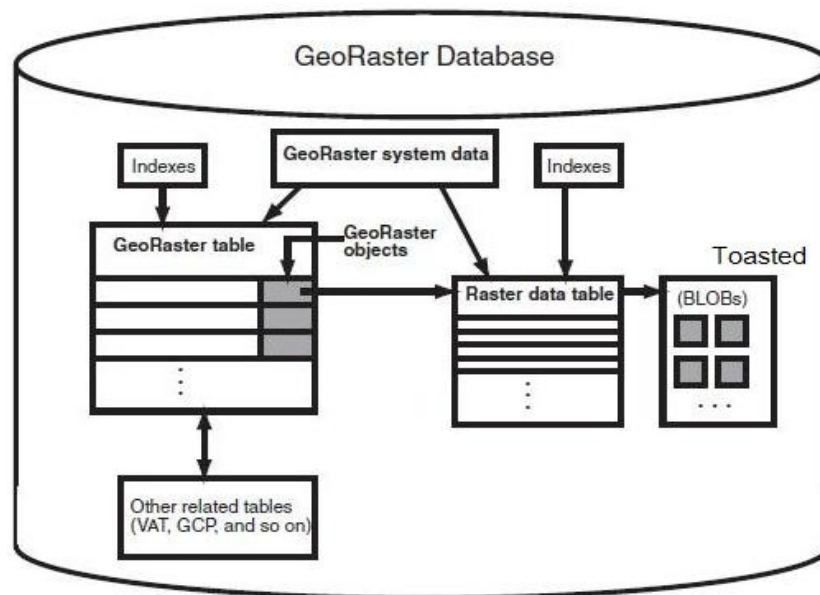 GeoRaster Database
Indexes
GeoRaster system data
Indexes
GeoRaster table
GeoRaster
objects
Toasted
Raster data table
(BLOBs)
Other related tables
(VAT, GCP, and so on)